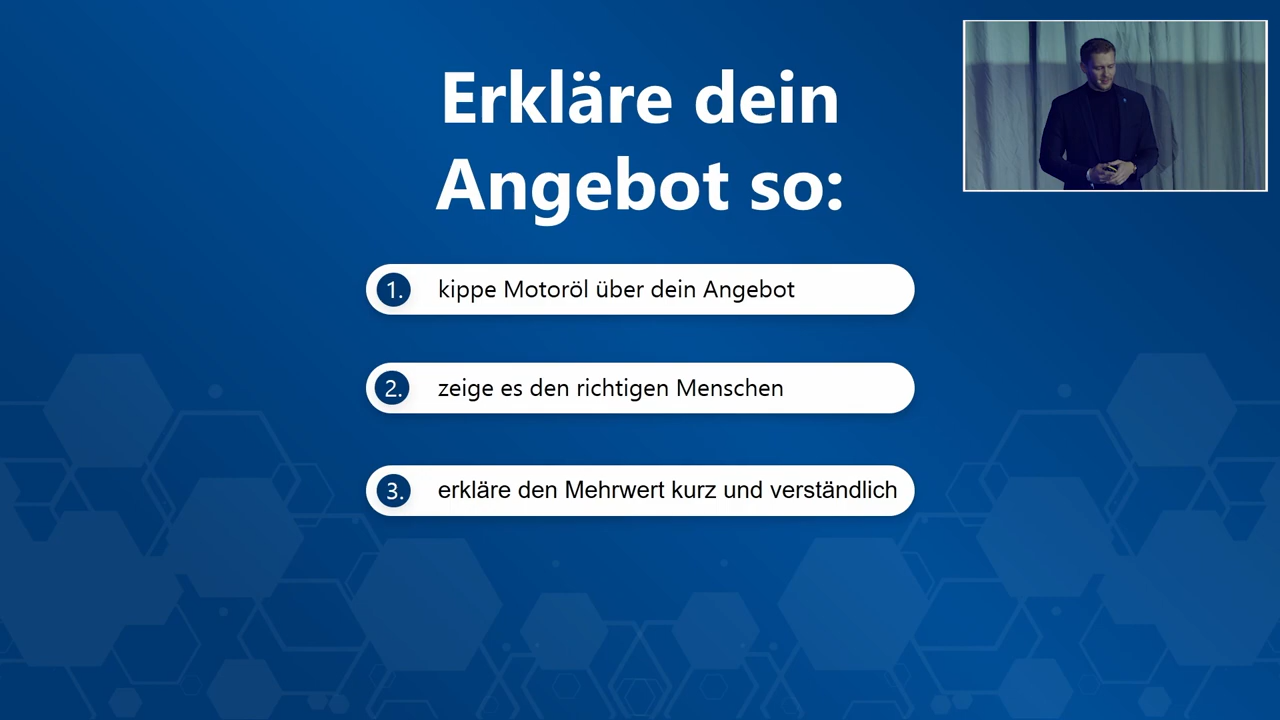 Erkläre dein
Angebot so:
1. kippe Motoröl über dein Angebot
2. zeige es den richtigen Menschen
3. erkläre den Mehrwert kurz und verständlich